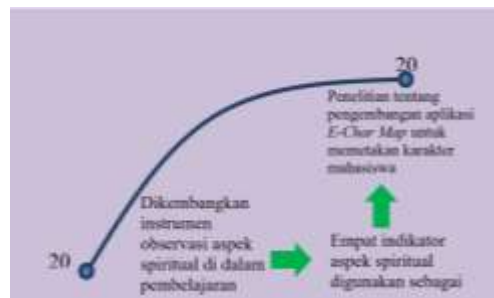 20
Penelitian tentang
pengembangan aplikasi
E-Char Map untuk
memetakan karakter
mahasiswa
Dikembangkan
instrumen
observasi aspek
spiritual di dalam
pembelajaran
20
Empat indikator
aspek spiritual
digunakan sebagai